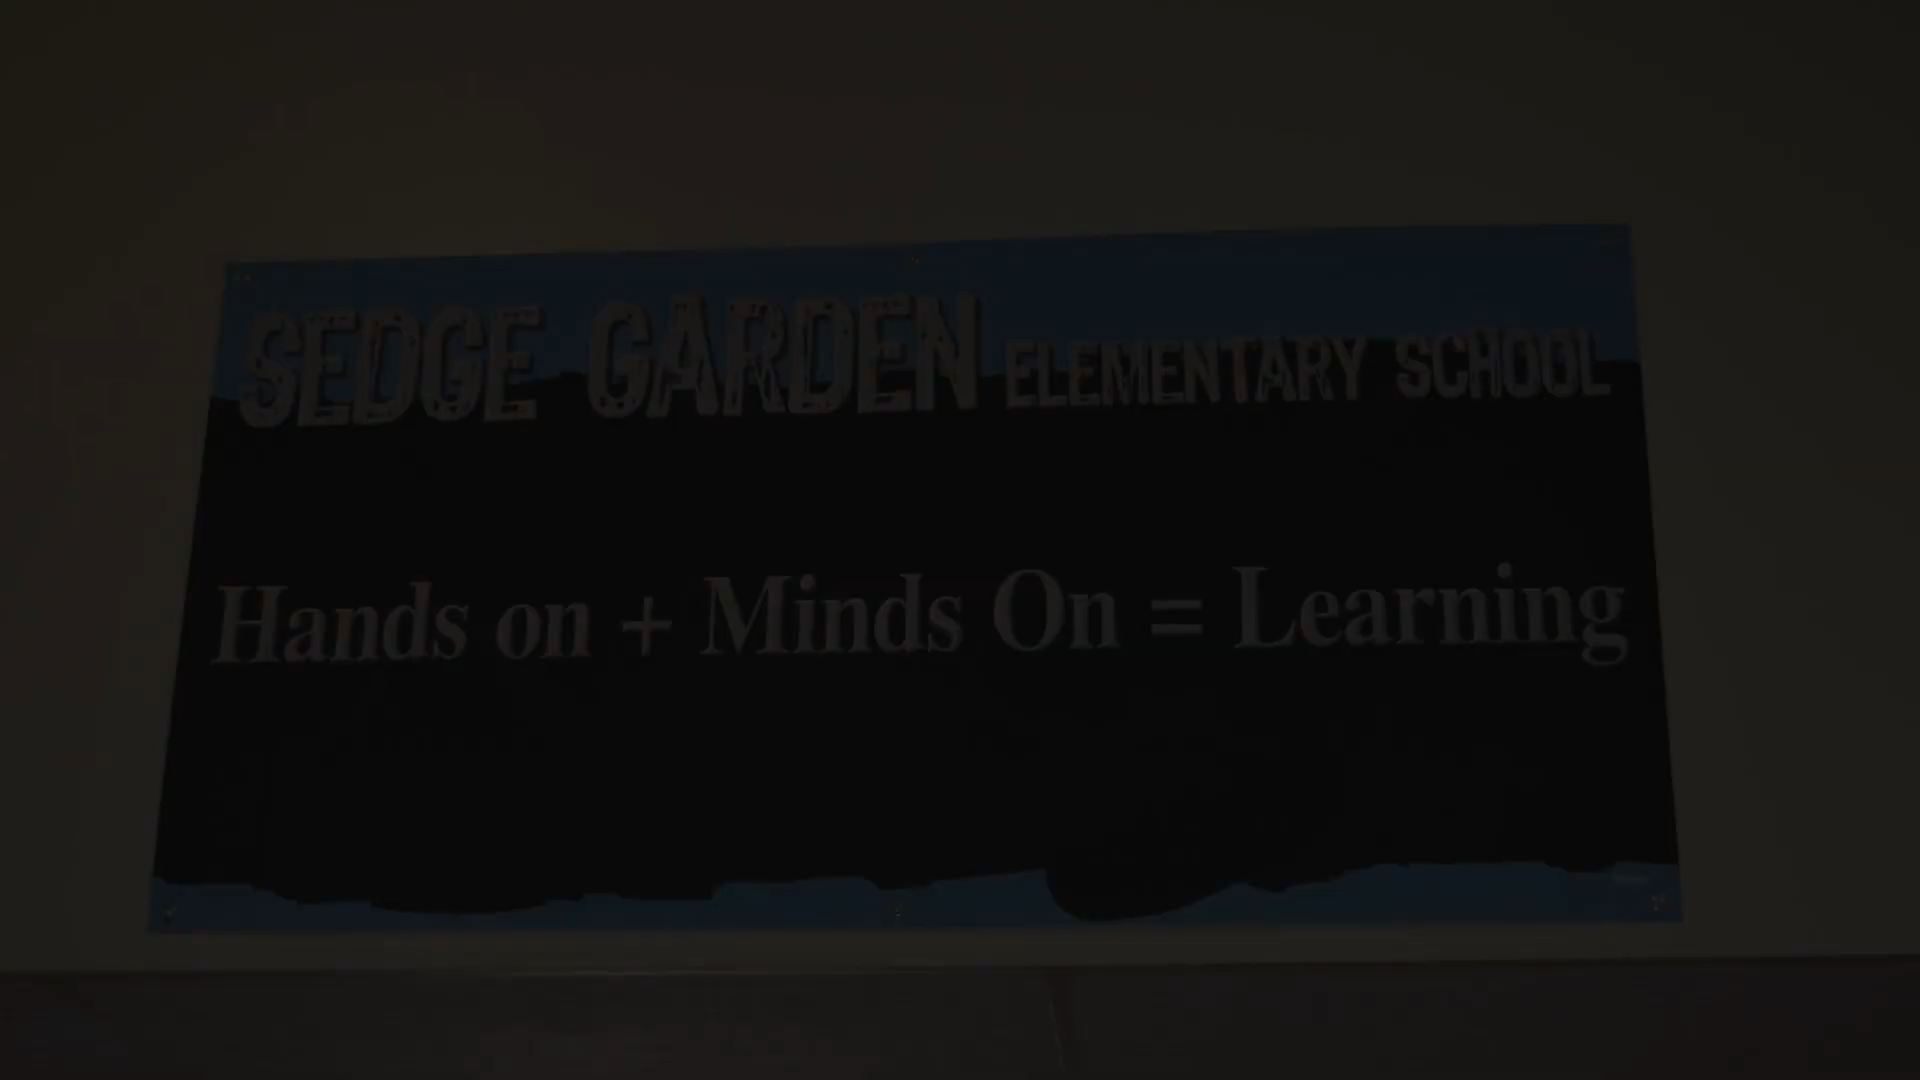 SEDGE GARDEN ELEMENTARY SCHOOL
Hands on + Minds On = Learning